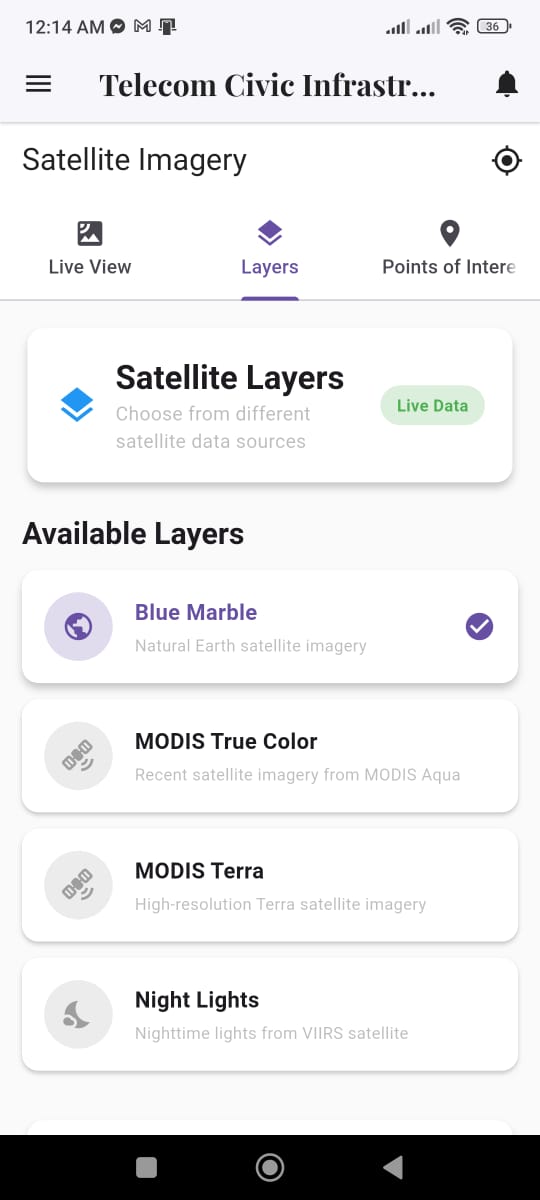 12:14 AM
36
Telecom Civic Infrastr...
Satellite Imagery
Live View
Layers
Points of Intere
Satellite Layers
Choose from different
satellite data sources
Live Data
Available Layers
Blue Marble
Natural Earth satellite imagery
MODIS True Color
Recent satellite imagery from MODIS Aqua
MODIS Terra
High-resolution Terra satellite imagery
Night Lights
Nighttime lights from VIIRS satellite